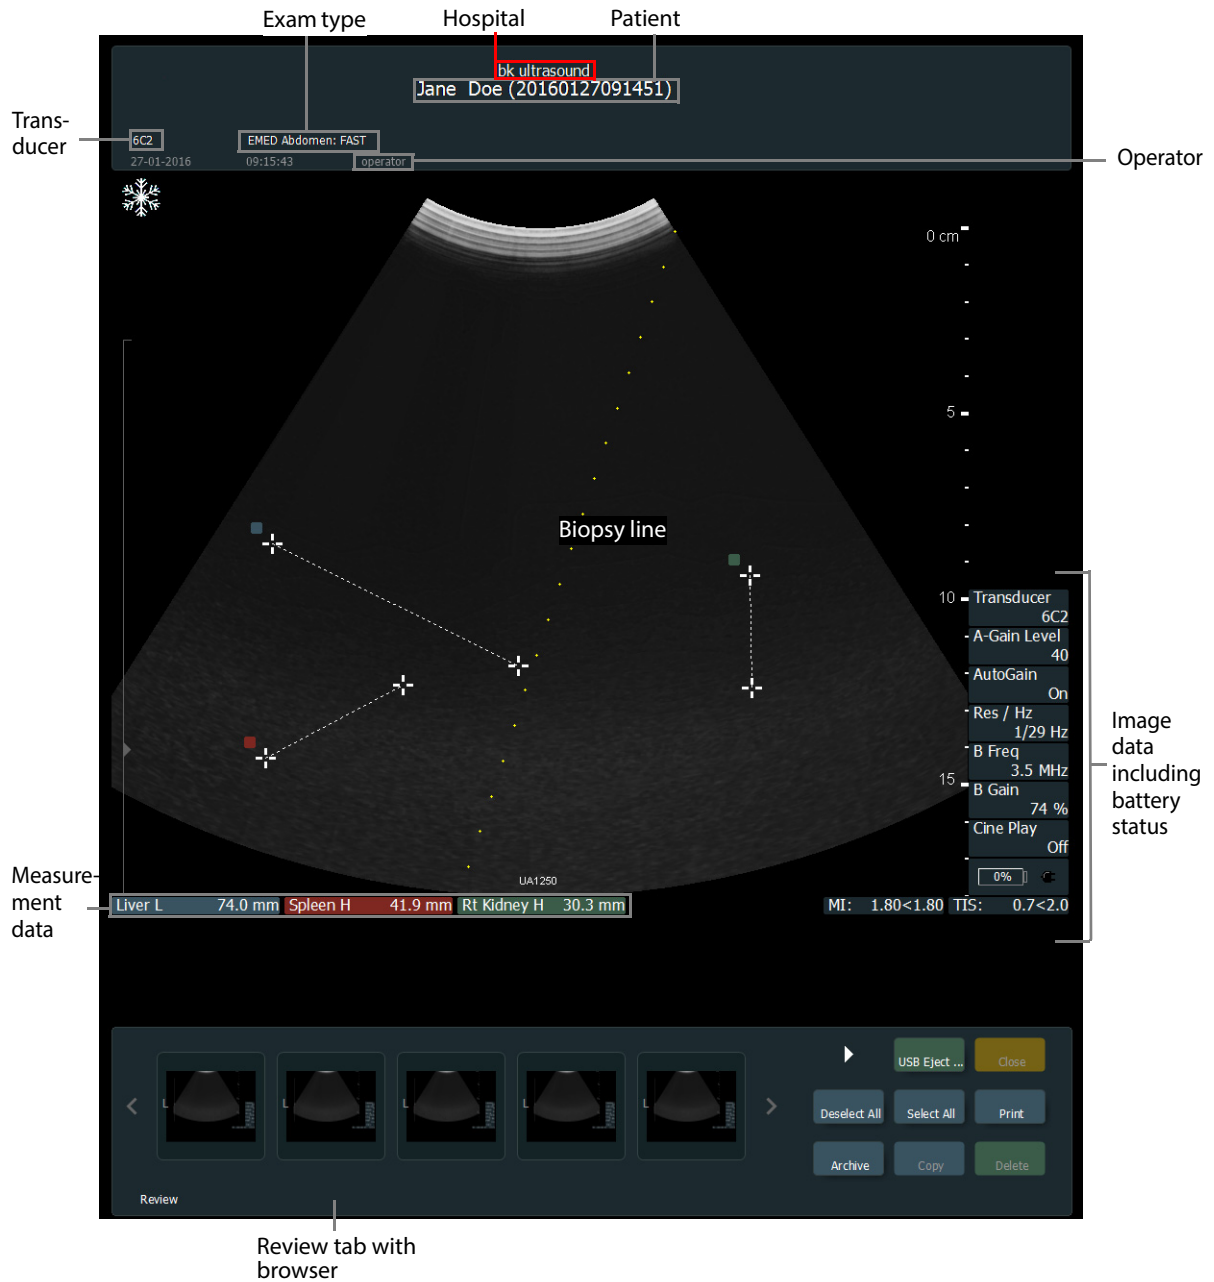 Exam type
Hospital
Patient
bk ultrasound
Jane Doe (20160127091451)
Trans-
ducer
6C2
EMED Abdomen: FAST
27-01-2016
09:15:43
operator
Operator
0 cm
5
Biopsy line
10
15
Transducer
6C2
A-Gain Level
40
AutoGain
On
Res / Hz
1/29 Hz
B Freq
3.5 MHz
B Gain
74 %
Cine Play
Off
0%
Image
data
including
battery
status
UA1250
Measure-
ment
data
Liver L 74.0 mm
Spleen H 41.9 mm
Rt Kidney H 30.3 mm
MI: 1.80<1.80
TIS: 0.7<2.0
USB Eject ...
Close
L
L
L
L
L
Deselect All
Select All
Print
Archive
Copy
Delete
Review
Review tab with
browser